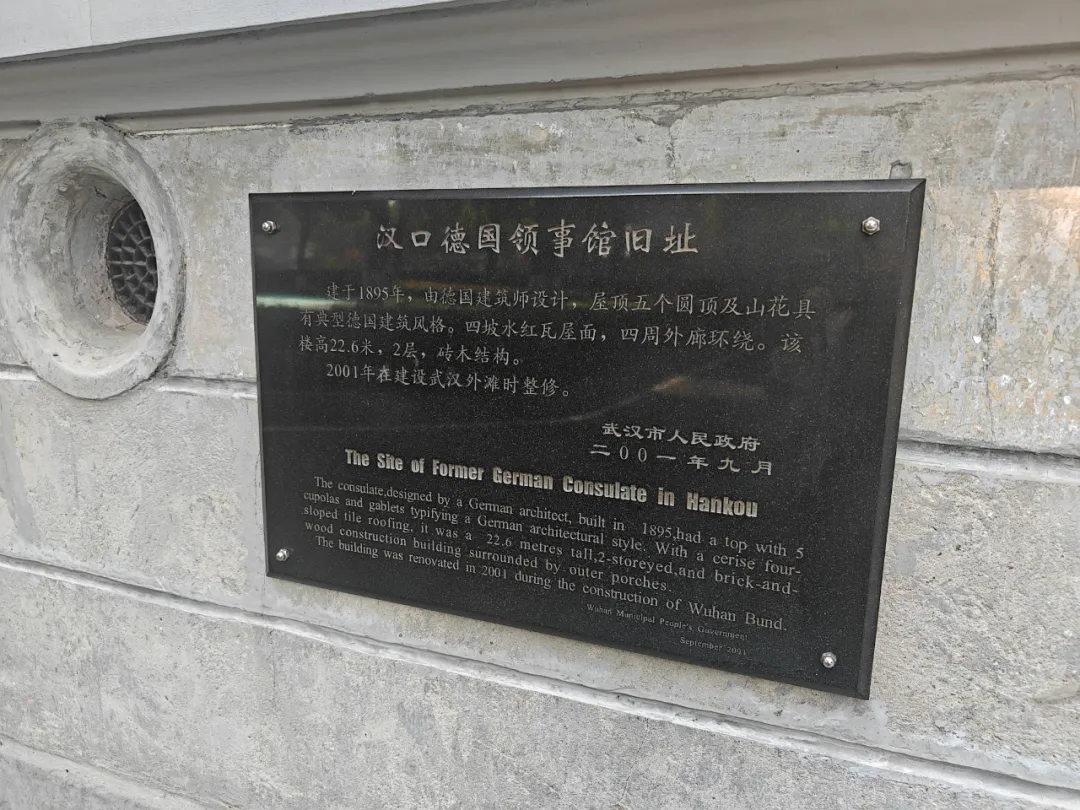 汉口德国领事馆旧址
建于1895年，由德国建筑师设计，屋顶五个圆顶及山花具
有典型德国建筑风格。四坡水红瓦屋面，四周外廊环绕。该
楼高22.6米，2层，砖木结构。
2001年在建设武汉外滩时整修。
武汉市人民政府
二00一年九月
The Site of Former German Consulate in Hankou
The consulate,designed by a German architect, built in 1895,had a top with 5
cupolas and gablets typifying a German architectural style. With a cerise four-
sloped tile roofing, it was a 22.6 metres tall,2-storeyed,and brick-and-
wood construction building surrounded by outer porches.
The building was renovated in 2001 during the construction of Wuhan Bund.
Wuhan Municipal People's Government
September 2001